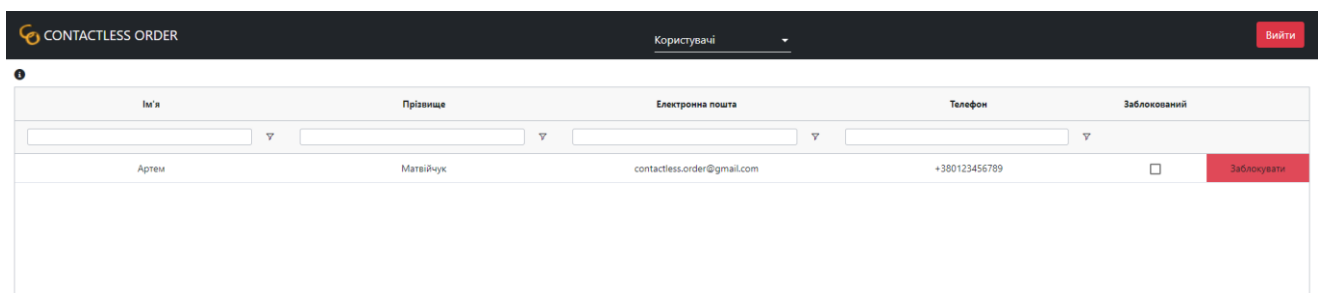 CONTACTLESS ORDER
Користувачі
Вийти
Ім'я Прізвище Електронна пошта Телефон Заблокований
Артем Матвійчук contactless.order@gmail.com +380123456789 Заблокувати